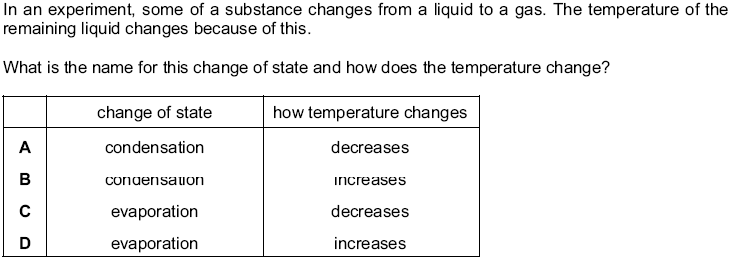 In an experiment, some of a substance changes from a liquid to a gas. The temperature of the
remaining liquid changes because of this.
What is the name for this change of state and how does the temperature change?
change of state how temperature changes
A condensation decreases
B condensation increases
C evaporation decreases
D evaporation increases